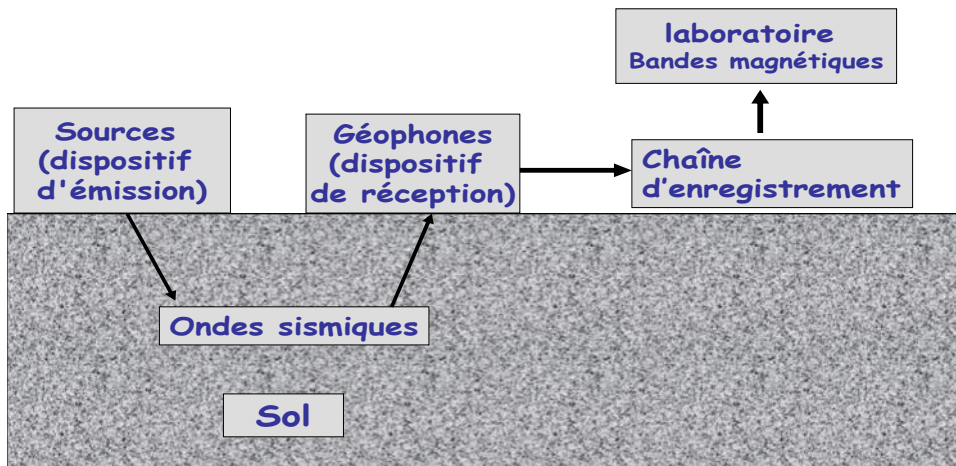 laboratoire
Bandes magnétiques
Sources
(dispositif
d'émission)
Géophones
(dispositif
de réception)
Chaîne
d’enregistrement
Ondes sismiques
Sol